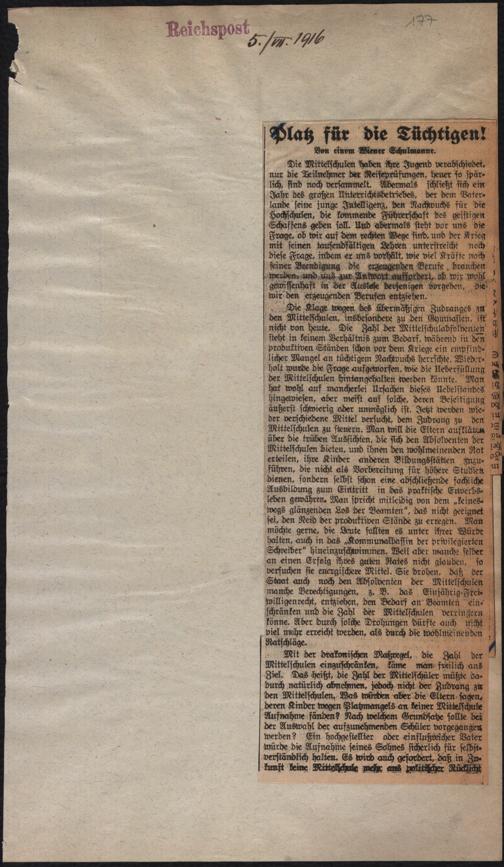 177
Reichspost
5./VII. 1916
Platz für die Tüchtigen!
Von einem Wiener Schulmanne.
Die Mittelschulen haben ihre Jugend verabschiedet,
nur die Teilnehmer der Reiseprüfungen, heuer so spär-
lich, sind noch versammelt. Abermals schließt sich ein
Jahr des großen Unterrichtsbetriebes, der dem Vater-
lande seine junge Intelligenz, den Nachwuchs für die
Hochschulen, die kommende Führerschaft des geistigen
Schaffens geben soll. Und abermals steht vor uns die
Frage, ob wir auf dem rechten Wege sind, und der Krieg
mit seinen tausendfältigen Lehren unterstreicht noch
diese Frage, indem er uns vorhält, wie viel Kräfte nach
seiner Beendigung die erzeugenden Berufe brauchen
werden, und uns zur Antwort auffordert, ob wir wohl
gewissenhaft in der Auslese derjenigen vorgehen, die
wir den erzeugenden Berufen entziehen.
Die Klage wegen des übermäßigen Zudranges zu
den Mittelschulen, insbesondere zu den Gymnasien, ist
nicht von heute. Die Zahl der Mittelschulabsolventen
steht in keinem Verhältnis zum Bedarf, während in den
produktiven Ständen schon vor dem Kriege ein empfind-
licher Mangel an tüchtigem Nachwuchs herrschte. Wieder-
holt wurde die Frage aufgeworfen, wie die Ueberfüllung
der Mittelschulen hintangehalten werden könnte. Man
hat wohl auf mancherlei Ursachen dieses Uebelstandes
hingewiesen, aber meist auf solche, deren Beseitigung
äußerst schwierig oder unmöglich ist. Jetzt werden wie-
der verschiedene Mittel versucht, dem Zudrang zu den
Mittelschulen zu steuern. Man will die Eltern aufklären
über die trüben Aussichten, die sich den Absolventen der
Mittelschulen bieten, und ihnen den wohlmeinenden Rat
erteilen, ihre Kinder anderen Bildungsstätten zuzu-
führen, die nicht als Vorbereitung für höhere Studien
dienen, sondern selbst schon eine abschließende fachliche
Ausbildung zum Eintritt in das praktische Erwerbs-
leben gewähren. Man spricht mitleidig von dem „keines-
wegs glänzenden Los der Beamten“, das nicht geeignet
sei, den Neid der produktiven Stände zu erregen. Man
möchte gerne, die Leute sollten es unter ihrer Würde
halten, auch in das „Kommunalbassin der privilegierten
Schreiber“ hineinzuschwimmen. Weil aber manche selber
an einen Erfolg ihres guten Rates nicht glauben, so
versuchen sie energischere Mittel. Sie drohen, daß der
Staat auch noch den Absolventen der Mittelschulen
manche Berechtigungen, z. B. das Einjährig-Frei-
willigenrecht, entziehen, den Bedarf an Beamten ein-
schränken und die Zahl der Mittelschulen verringern
könne. Aber durch solche Drohungen dürfte auch nicht
viel mehr erreicht werden, als durch die wohlmeinenden
Ratschläge.
Mit der drakonischen Maßregel, die Zahl der
Mittelschulen einzuschränken, käme man freilich ans
Ziel. Das heißt, die Zahl der Mittelschüler müßte da-
durch natürlich abnehmen, jedoch nicht der Zudrang zu
den Mittelschulen. Was würden aber die Eltern sagen,
deren Kinder wegen Platzmangels an keiner Mittelschule
Aufnahme fänden? Nach welchem Grundsatze sollte bei
der Auswahl der aufzunehmenden Schüler vorgegangen
werden? Ein hochgestellter oder einflußreicher Vater
würde die Aufnahme seines Sohnes sicherlich für selbst-
verständlich halten. Es wird auch gefordert, daß in Zu-
kunft keine Mittelschule mehr aus politischer Rücksicht